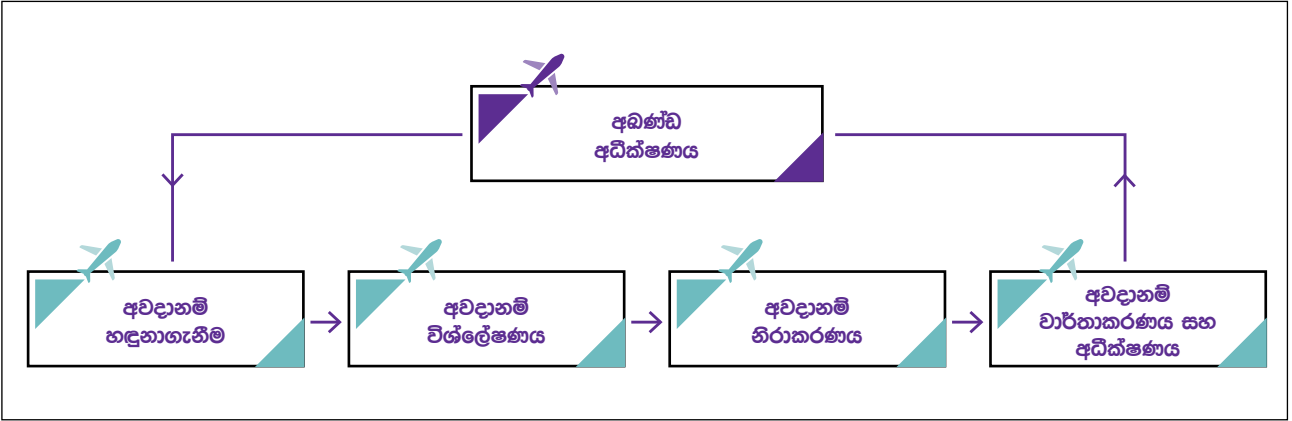 අඛණ්ඩ
අධීක්ෂණය
අවදානම්
හඳුනාගැනීම
අවදානම්
විශ්ලේෂණය
අවදානම්
නිරාකරණය
අවදානම්
වාර්තාකරණය සහ
අධීක්ෂණය